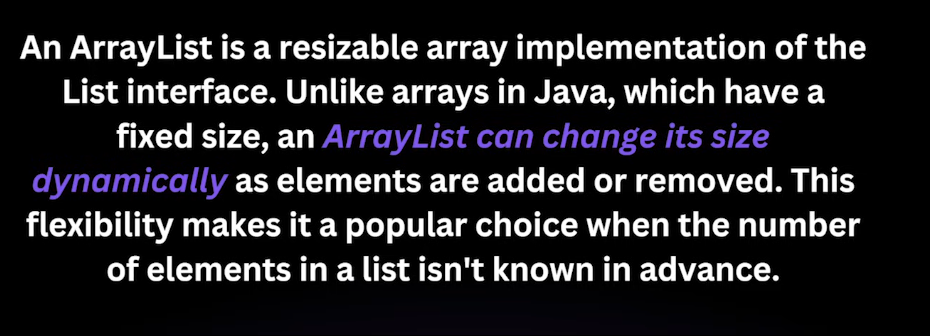 An ArrayList is a resizable array implementation of the
List interface. Unlike arrays in Java, which have a
fixed size, an ArrayList can change its size
dynamically as elements are added or removed. This
flexibility makes it a popular choice when the number
of elements in a list isn't known in advance.